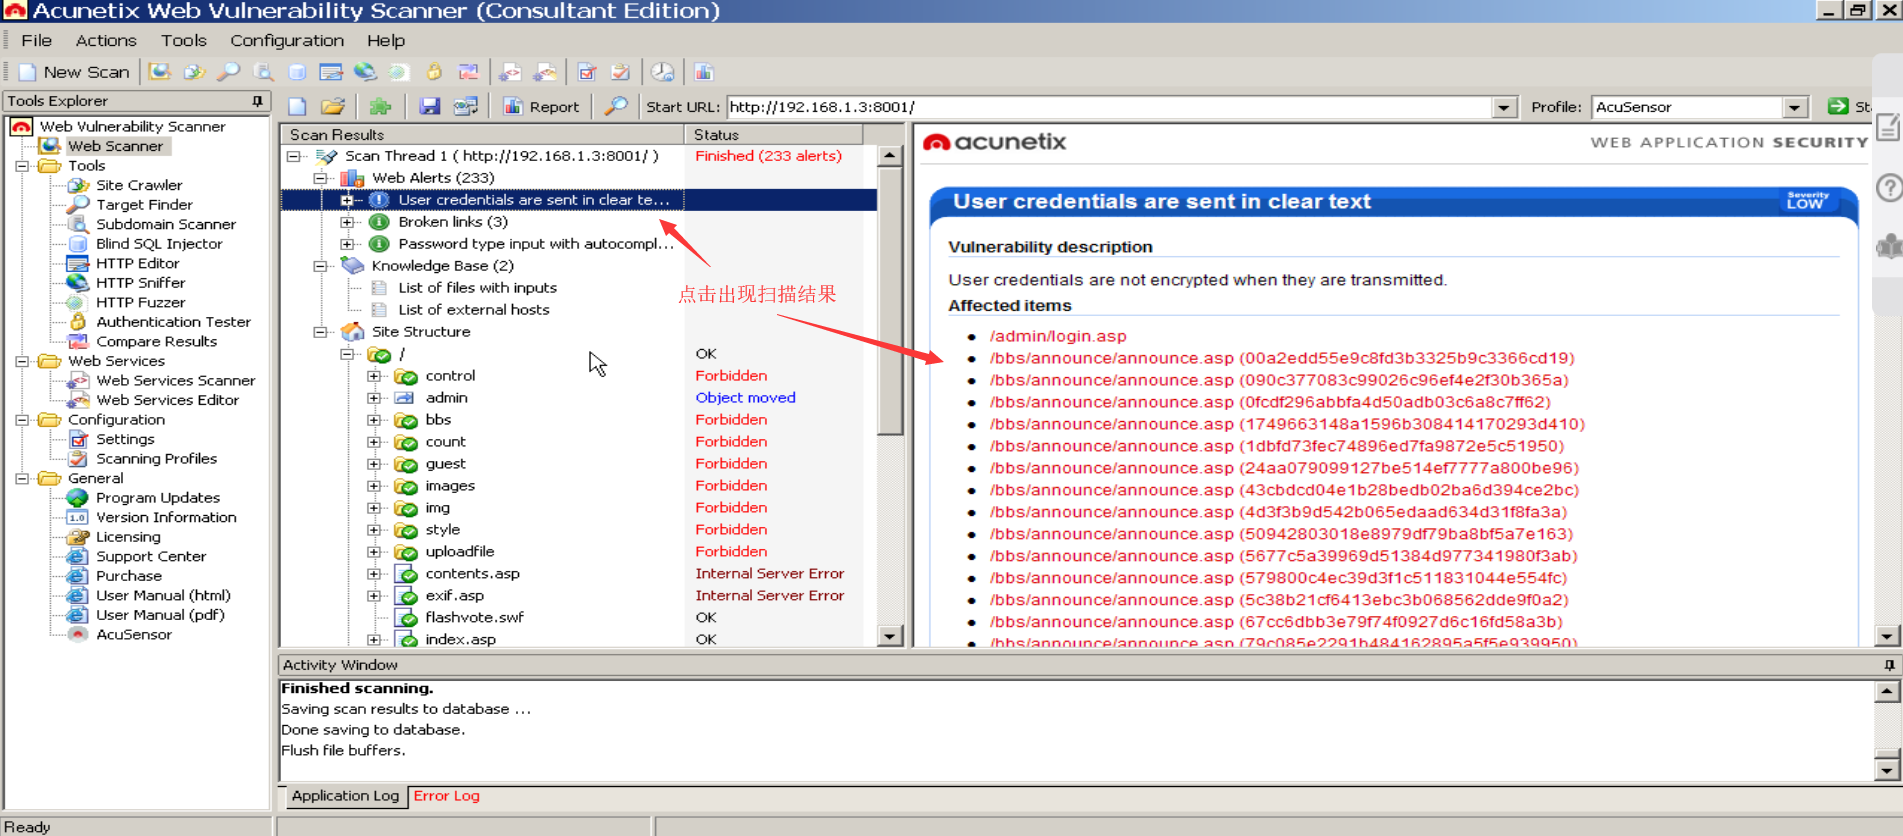 Acunetix Web Vulnerability Scanner (Consultant Edition)
File Actions Tools Configuration Help
New Scan
Tools Explorer
Report Start URL: http://192.168.1.3:8001/ Profile: AcuSensor
Web Vulnerability Scanner
Web Scanner
Tools
Site Crawler
Target Finder
Subdomain Scanner
Blind SQL Injector
HTTP Editor
HTTP Sniffer
HTTP Fuzzer
Authentication Tester
Compare Results
Web Services
Web Services Scanner
Web Services Editor
Configuration
Settings
Scanning Profiles
General
Program Updates
1.0 Version Information
Licensing
Support Center
Purchase
User Manual (html)
User Manual (pdf)
AcuSensor
Scan Results Status
Scan Thread 1 ( http://192.168.1.3:8001/ ) Finished (233 alerts)
Web Alerts (233)
User credentials are sent in clear te...
Broken links (3)
Password type input with autocompl...
Knowledge Base (2)
List of files with inputs
List of external hosts
Site Structure
/ OK
control Forbidden
admin Object moved
bbs Forbidden
count Forbidden
guest Forbidden
images Forbidden
img Forbidden
style Forbidden
uploadfile Forbidden
contents.asp Internal Server Error
exif.asp Internal Server Error
flashvote.swf OK
index.asp OK
点击出现扫描结果
acunetix WEB APPLICATION SECURITY
User credentials are sent in clear text Severity LOW
Vulnerability description
User credentials are not encrypted when they are transmitted.
Affected items
/admin/login.asp
/bbs/announce/announce.asp (00a2edd55e9c8fd3b3325b9c3366cd19)
/bbs/announce/announce.asp (090c377083c99026c96ef4e2f30b365a)
/bbs/announce/announce.asp (0fcdf296abbfa4d50adb03c6a8c7ff62)
/bbs/announce/announce.asp (1749663148a1596b308414170293d410)
/bbs/announce/announce.asp (1dbfd73fec74896ed7fa9872e5c51950)
/bbs/announce/announce.asp (24aa079099127be514ef7777a800be96)
/bbs/announce/announce.asp (43cbdcd04e1b28bedb02ba6d394ce2bc)
/bbs/announce/announce.asp (4d3f3b9d542b065edaad634d31f8fa3a)
/bbs/announce/announce.asp (50942803018e8979df79ba8bf5a7e163)
/bbs/announce/announce.asp (5677c5a39969d51384d977341980f3ab)
/bbs/announce/announce.asp (579800c4ec39d3f1c511831044e554fc)
/bbs/announce/announce.asp (5c38b21cf6413ebc3b068562dde9f0a2)
/bbs/announce/announce.asp (67cc6dbb3e79f74f0927d6c16fd58a3b)
/bbs/announce/announce.asp (79c085e2291b484162895a5f5e939950)
Activity Window
Finished scanning.
Saving scan results to database ...
Done saving to database.
Flush file buffers.
Application Log Error Log
Ready